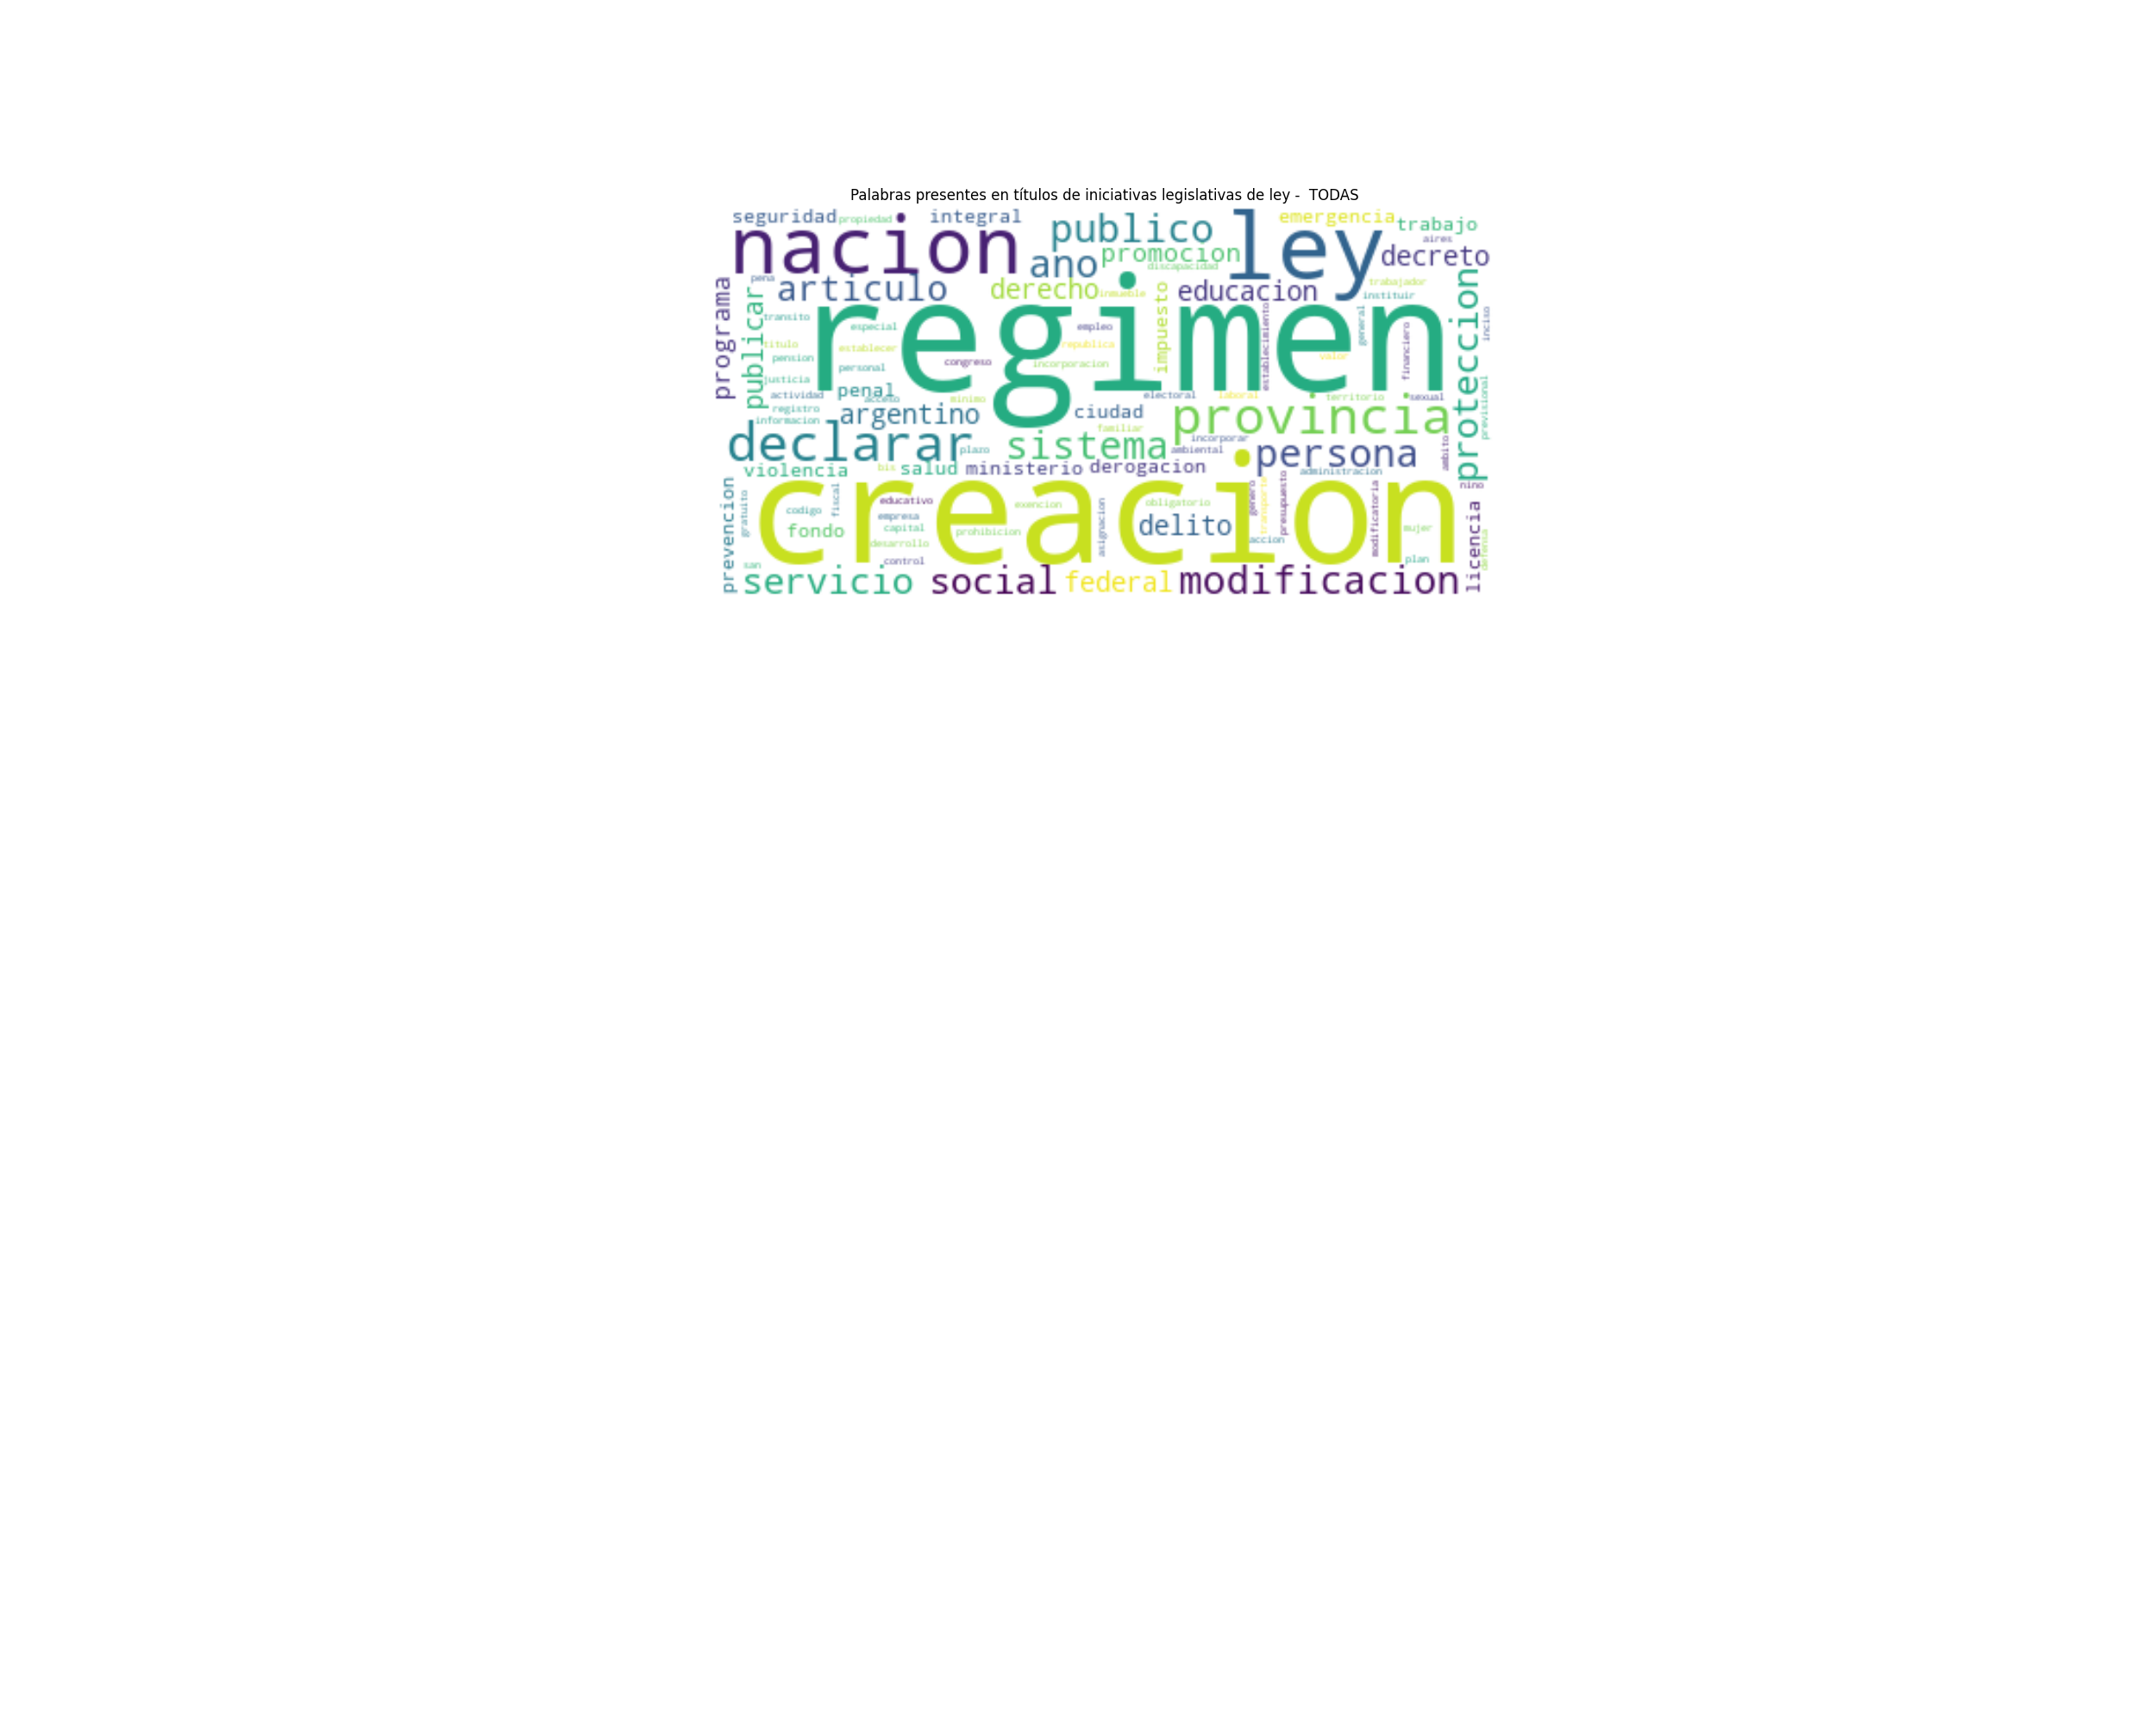 Palabras presentes en títulos de iniciativas legislativas de ley -  TODAS
seguridad propiedad integral emergencia trabajo
nacion publico ley aires
promocion decreto
ano discapacidad
pena articulo derecho inmueble educacion trabajador
instituir
programa publicar transito especial regimen empleo impuesto establecimiento general financiero proteccion inciso
titulo establecer republica valor
pension congreso incorporacion
personal
justicia
penal
actividad acceso minimo electoral laboral territorio sexual previsional
registro argentino ciudad provincia
informacion familiar
declarar plazo sistema incorporar ambiental persona ambito
violencia bis salud ministerio derogacion administracion
prevencion gratuito fiscal creacion genero transporte presupuesto modificatoria nino
educativo exencion obligatorio asignacion
codigo empresa
fondo capital prohibicion delito mujer licencia defensa
desarrollo accion
control plan
san
servicio social federal modificacion